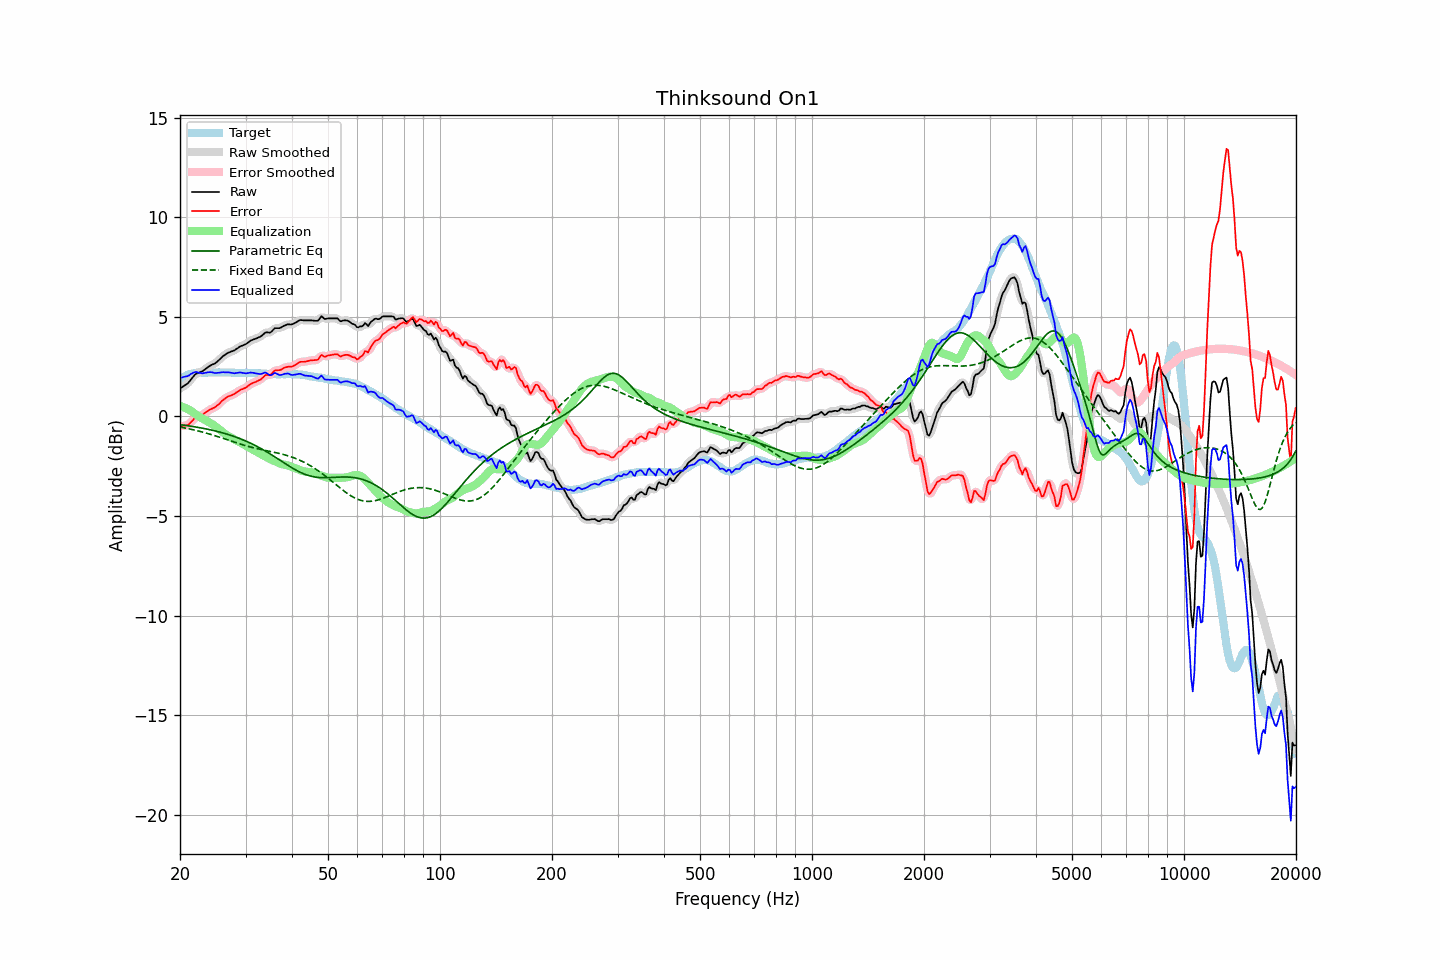 Thinksound On1
Target
Raw Smoothed
Error Smoothed
Raw
Error
Equalization
Parametric Eq
Fixed Band Eq
Equalized
15
10
5
0
−5
−10
−15
−20
Amplitude (dBr)
20
50
100
200
500
1000
2000
5000
10000
20000
Frequency (Hz)